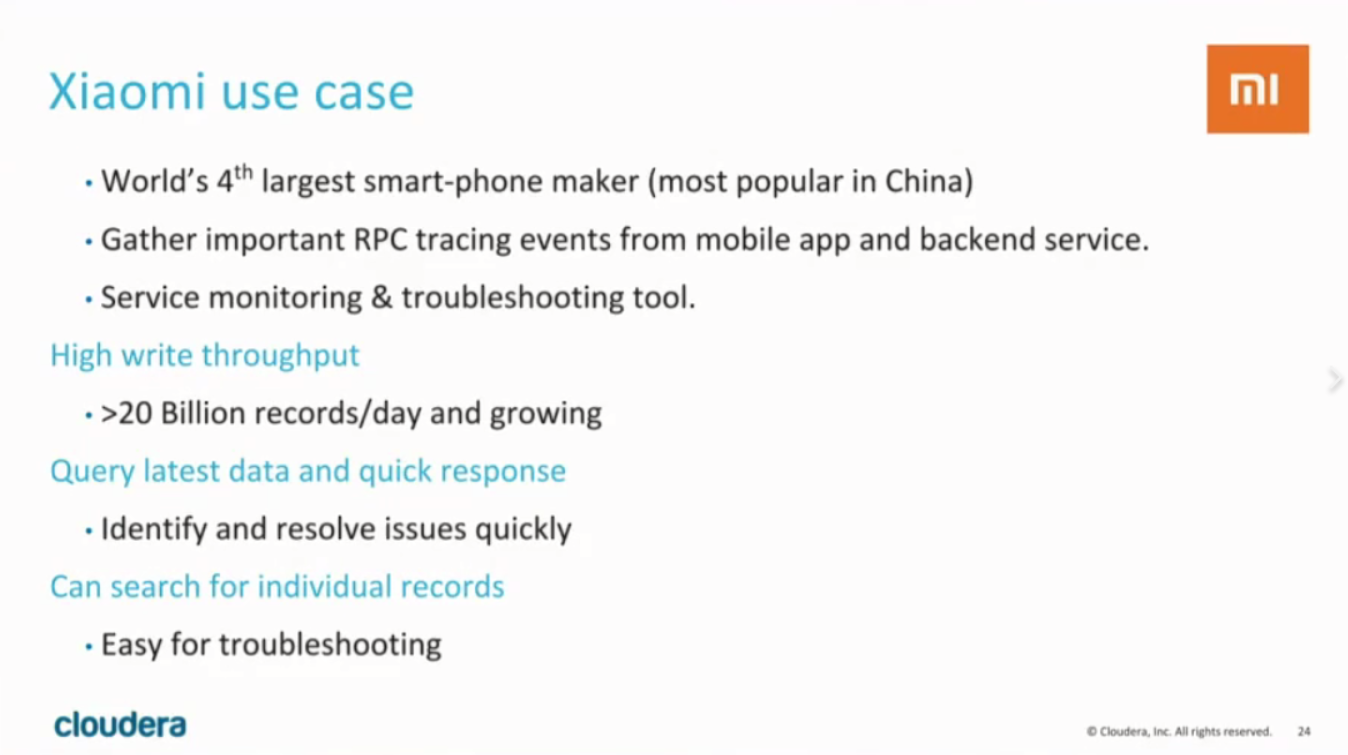 Xiaomi use case
mi
• World's 4th largest smart-phone maker (most popular in China)
• Gather important RPC tracing events from mobile app and backend service.
• Service monitoring & troubleshooting tool.
High write throughput
• >20 Billion records/day and growing
Query latest data and quick response
• Identify and resolve issues quickly
Can search for individual records
• Easy for troubleshooting
cloudera
© Cloudera, Inc. All rights reserved. 24